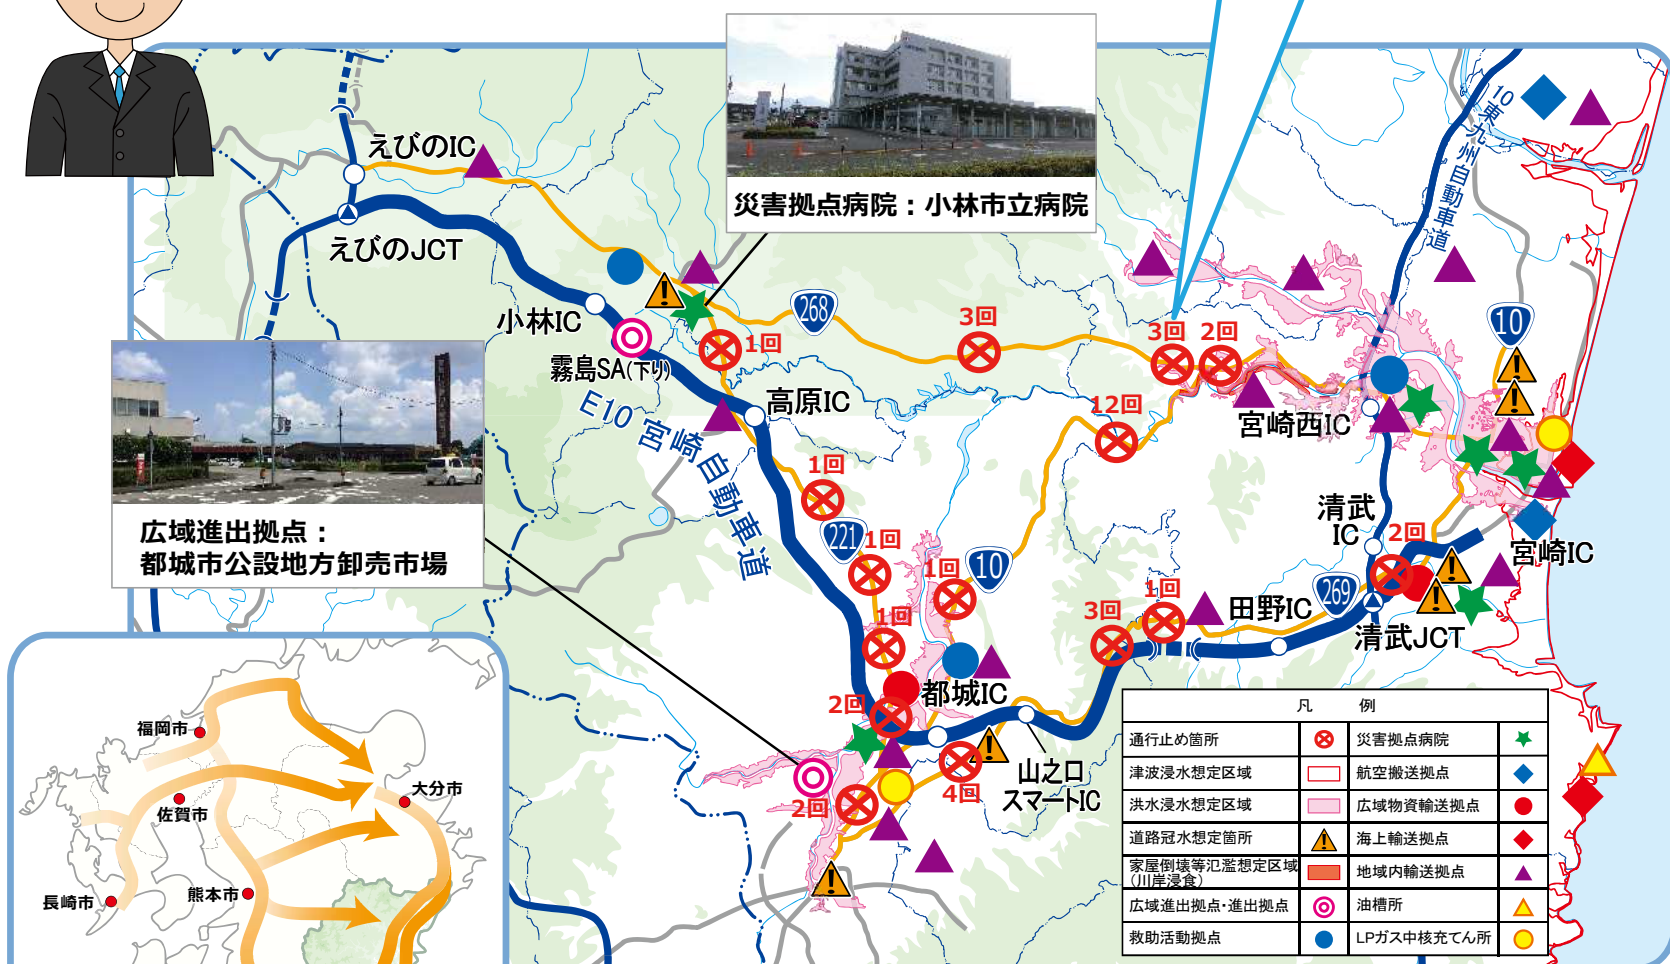 災害拠点病院：小林市立病院
えびのIC
えびのJCT
10
東九州自動車道
小林IC
霧島SA(下り)
268
1回
3回
3回
2回
10
高原IC
E10 宮崎自動車道
12回
宮崎西IC
広域進出拠点：
都城市公設地方卸売市場
1回
221
1回
1回
10
1回
清武
IC
2回
宮崎IC
269
田野IC
清武JCT
3回
1回
2回
都城IC
山之口
スマートIC
4回
2回
福岡市
佐賀市
大分市
長崎市
熊本市
凡 例
通行止め箇所
災害拠点病院
津波浸水想定区域
航空搬送拠点
洪水浸水想定区域
広域物資輸送拠点
道路冠水想定箇所
海上輸送拠点
家屋倒壊等氾濫想定区域
(川岸浸食)
地域内輸送拠点
広域進出拠点・進出拠点
油槽所
救助活動拠点
LPガス中核充てん所